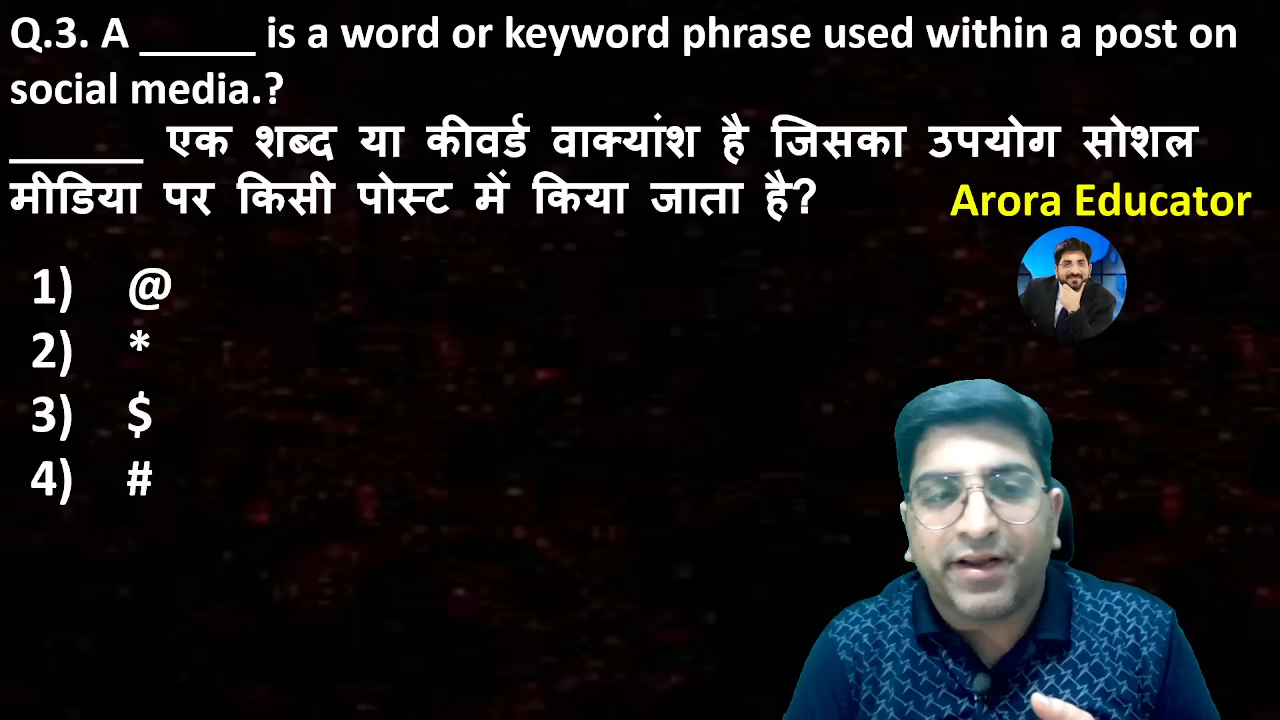 Q.3. A _____ is a word or keyword phrase used within a post on
social media.?
______ एक शब्द या कीवर्ड वाक्यांश है जिसका उपयोग सोशल
मीडिया पर किसी पोस्ट में किया जाता है?
Arora Educator
1) @
2) *
3) $
4) #